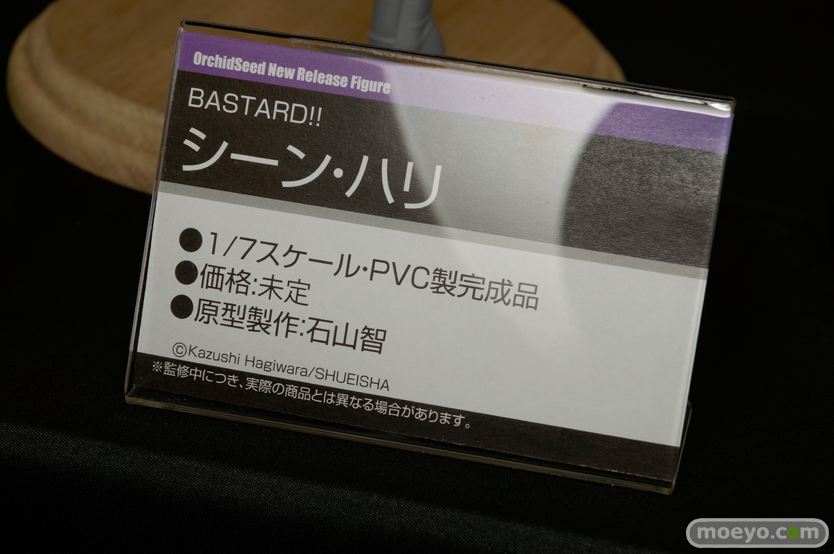 OrchidSeed New Release Figure
BASTARD!!
シーン・ハリ
●1/7スケール・PVC製完成品
●価格:未定
●原型製作:石山智
©Kazushi Hagiwara/SHUEISHA
※監修中につき、実際の商品とは異なる場合があります。
moeyo.com